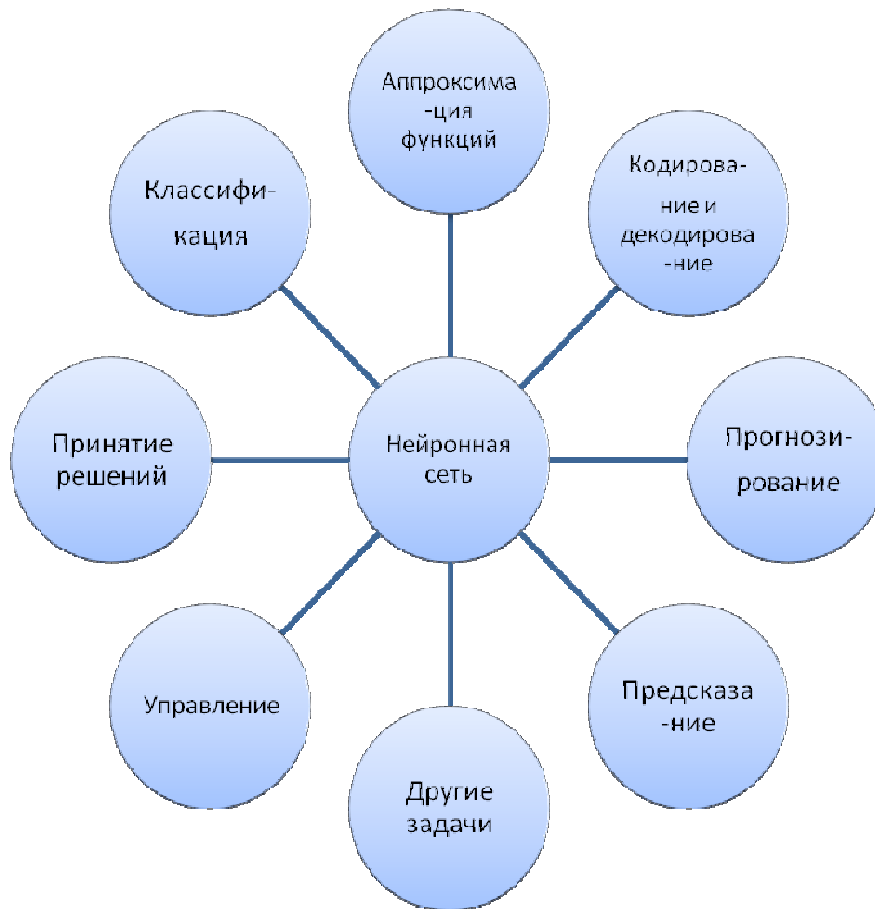 Аппроксима
-ция
функций
Кодирова-
ние и
декодирова
-ние
Прогнози-
рование
Предсказа
-ние
Другие
задачи
Управление
Принятие
решений
Классифи-
кация
Нейронная
сеть